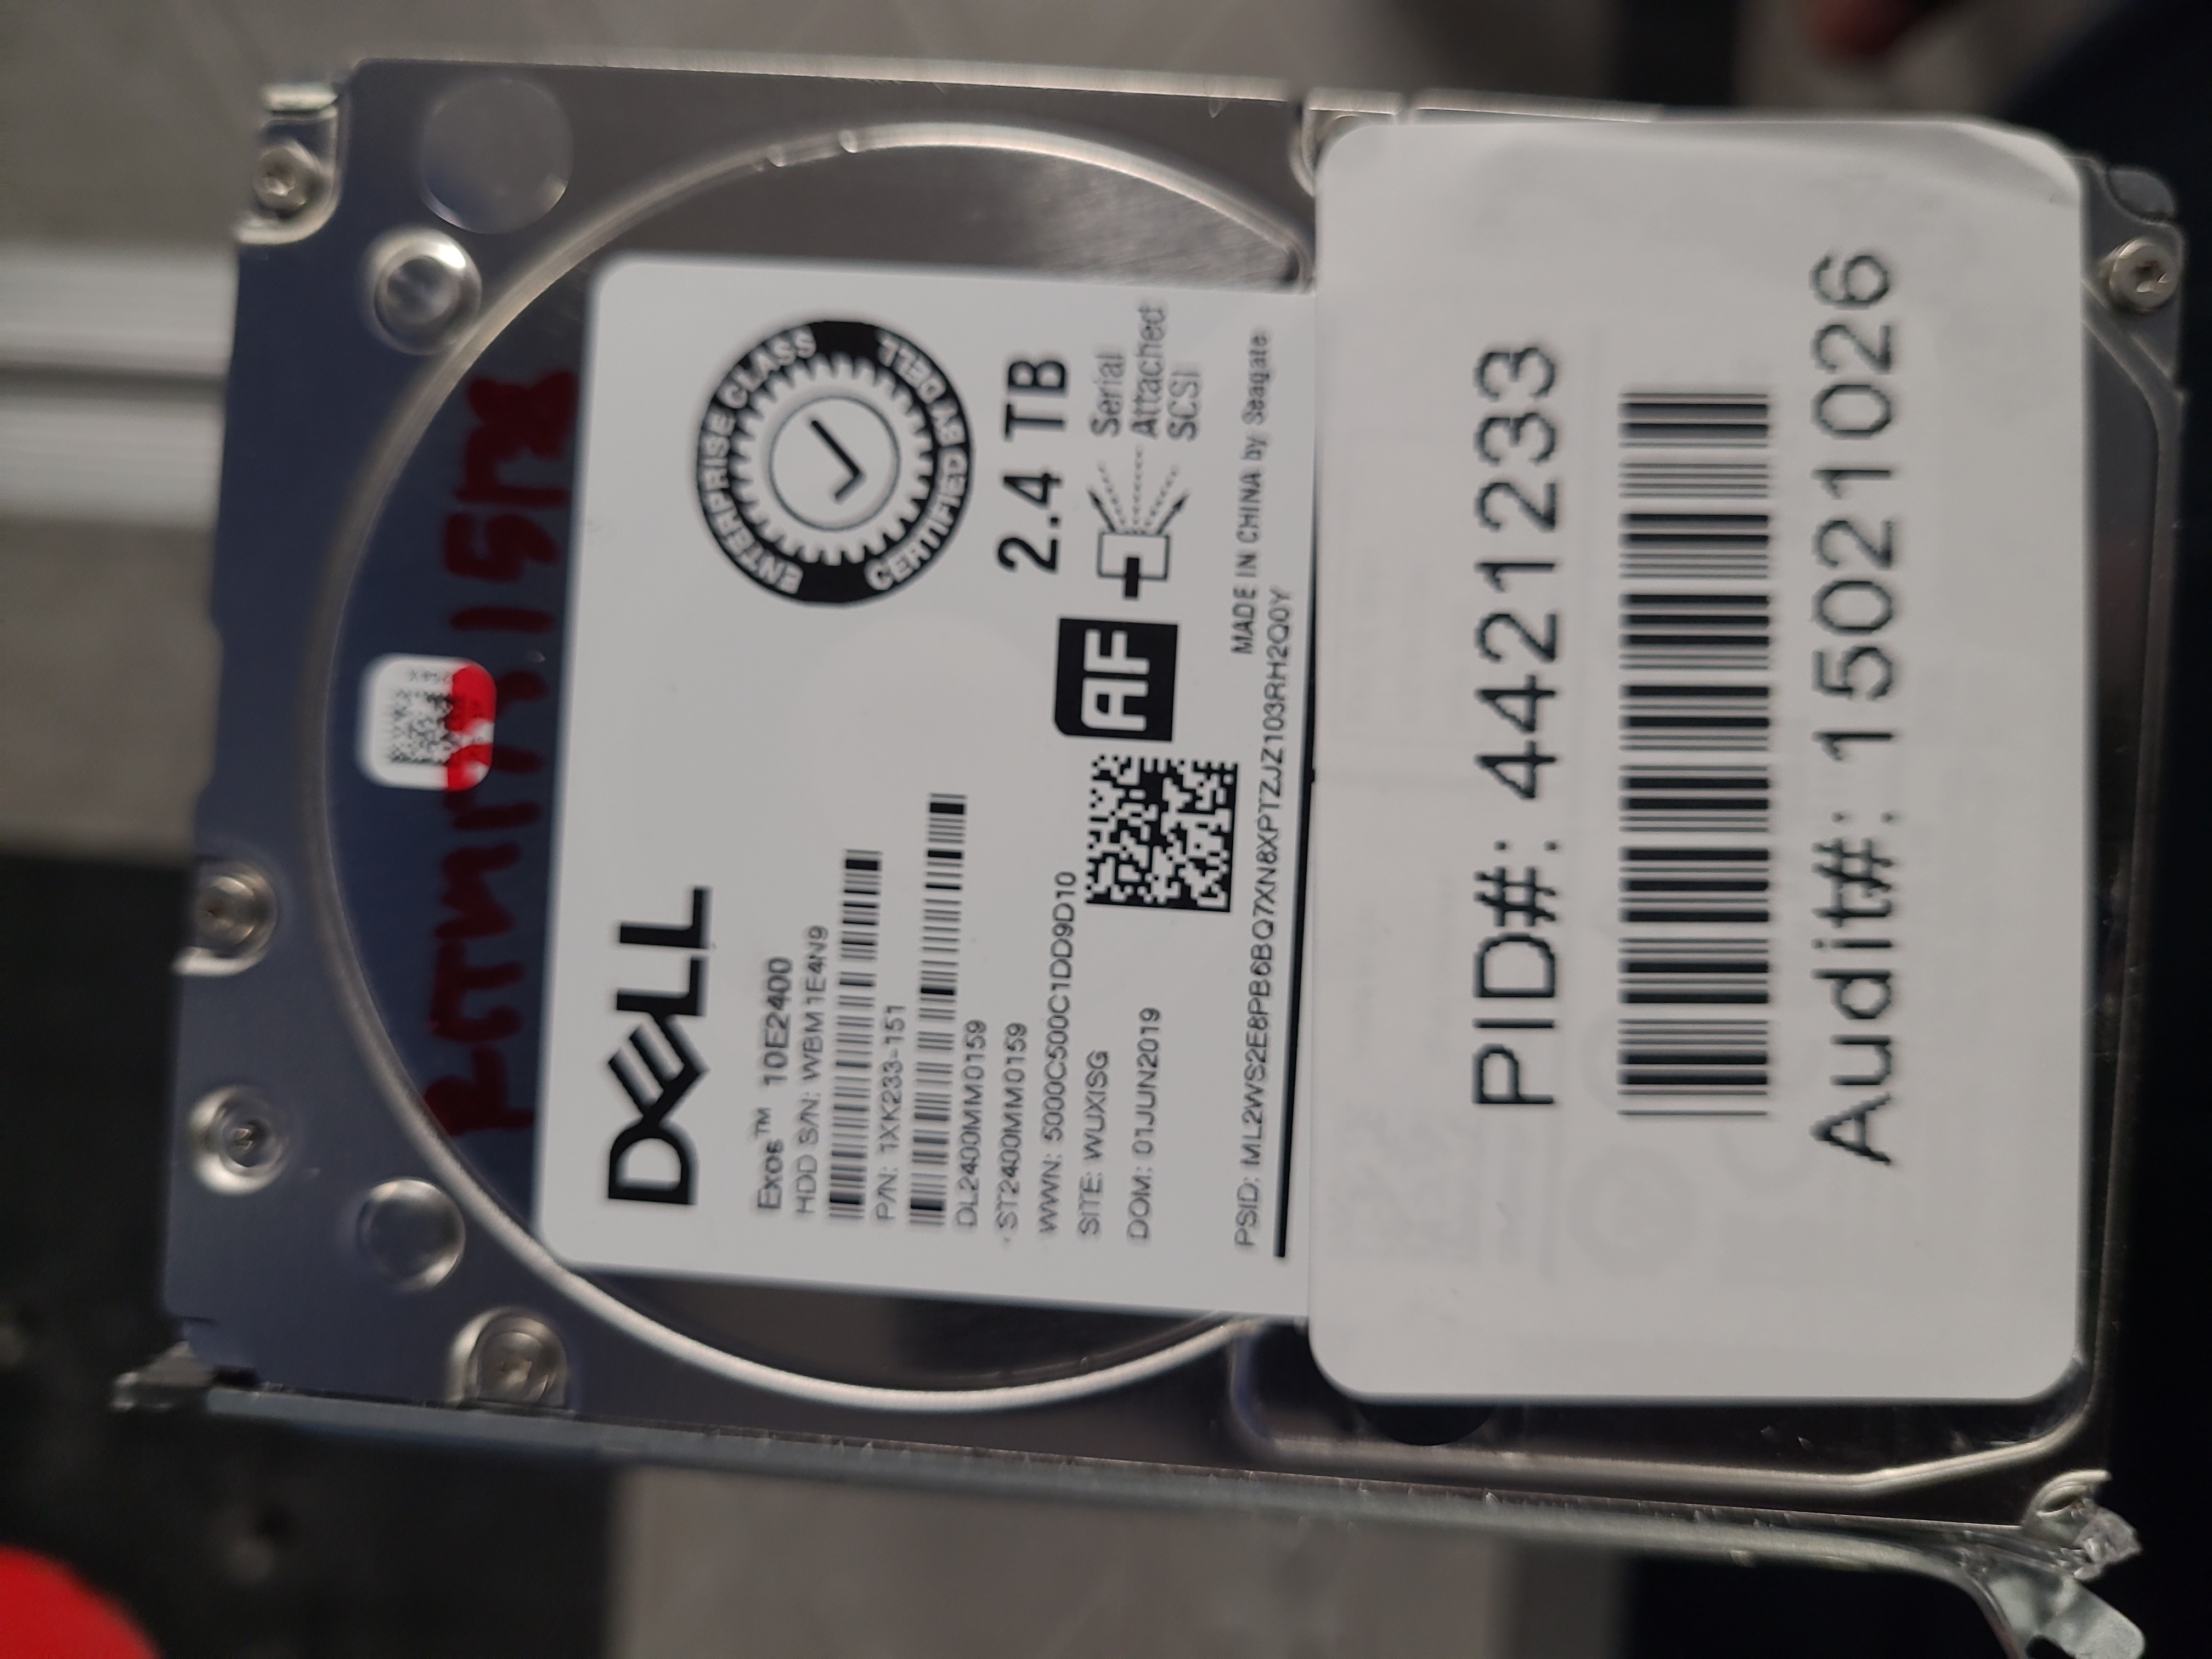 DELL
ENTERPRISE CLASS
CERTIFIED BY DELL
Exos™ 10E2400
HDD S/N: WBM1E4N9
P/N: 1XK233-151
DL2400MM0159
ST2400MM0159
2.4 TB
WWN: 5000C500C1DD9D10
SITE: WUXISG
DOM: 01JUN2019
AF
Serial
Attached
SCSI
MADE IN CHINA by Seagate
PSID: ML2WS2E8PB6BQ7XN8XPTZJZ103RH2Q0Y
PID#: 4421233
Audit#: 15021026